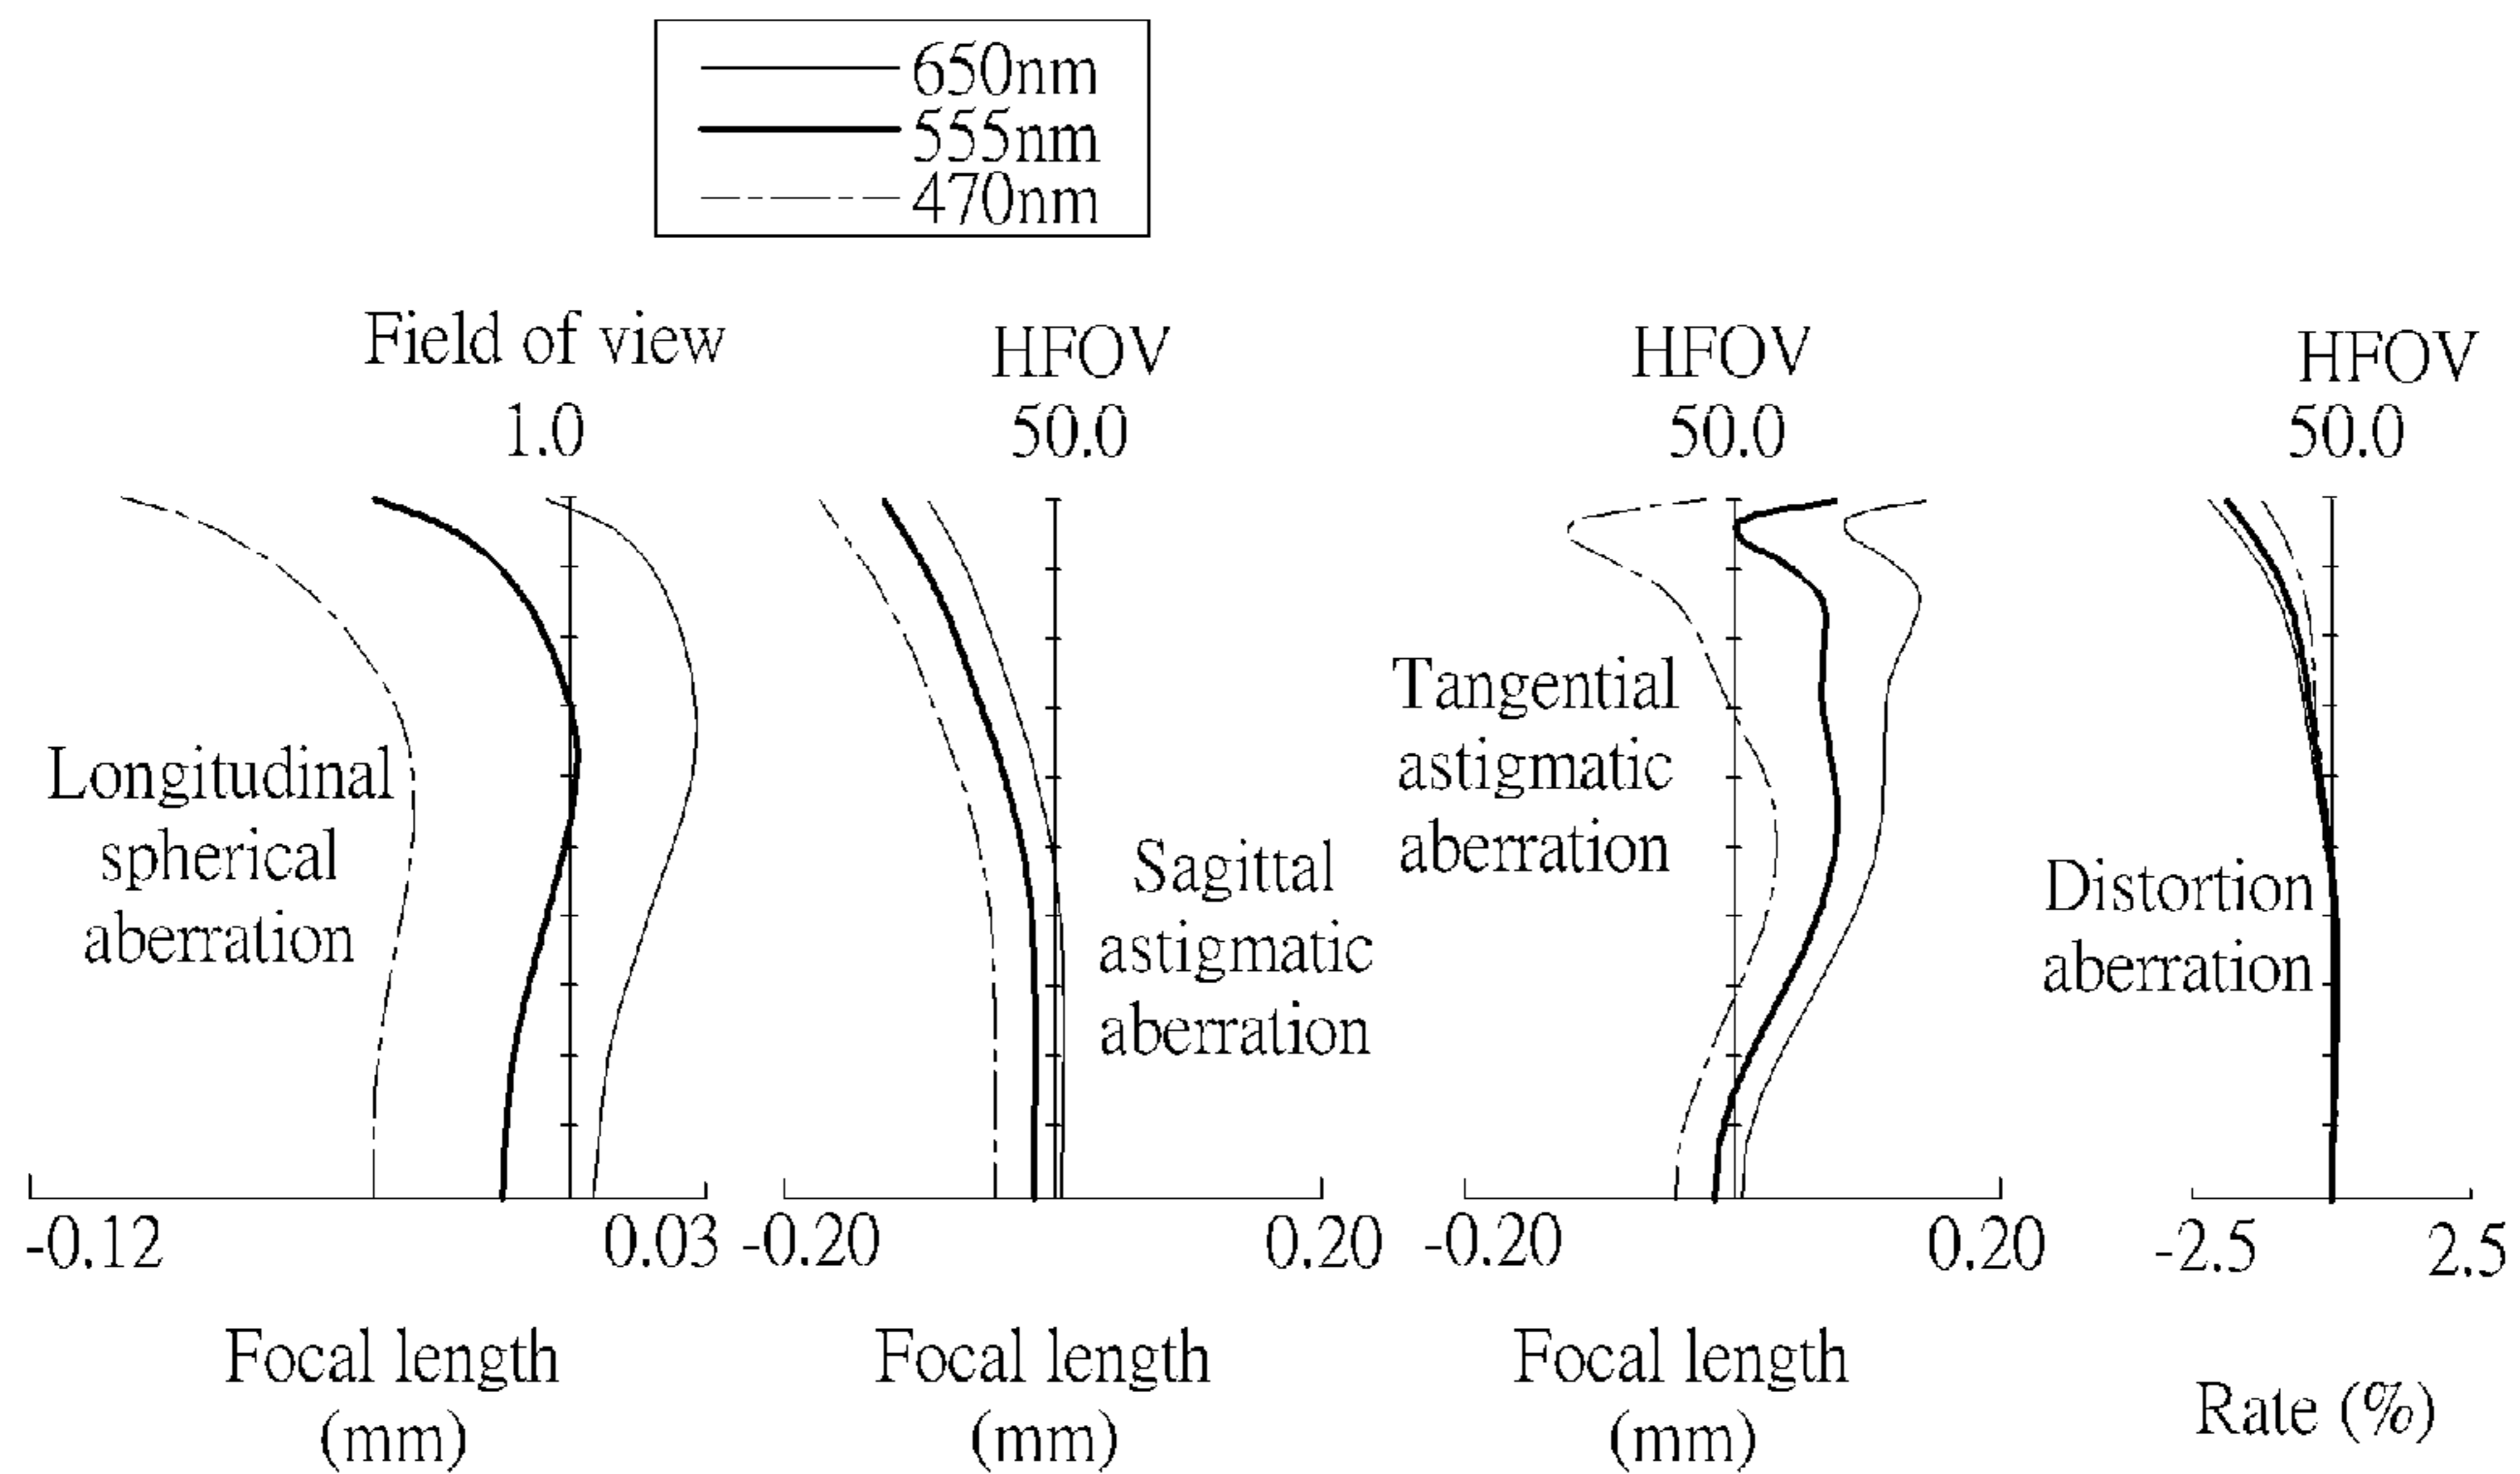 650nm
555nm
470nm
Field of view
1.0
HFOV
50.0
HFOV
50.0
HFOV
50.0
Longitudinal
spherical
aberration
Sagittal
astigmatic
aberration
Tangential
astigmatic
aberration
Distortion
aberration
-0.12
0.03
-0.20
0.20
-0.20
0.20
-2.5
2.5
Focal length
(mm)
Focal length
(mm)
Focal length
(mm)
Rate (%)